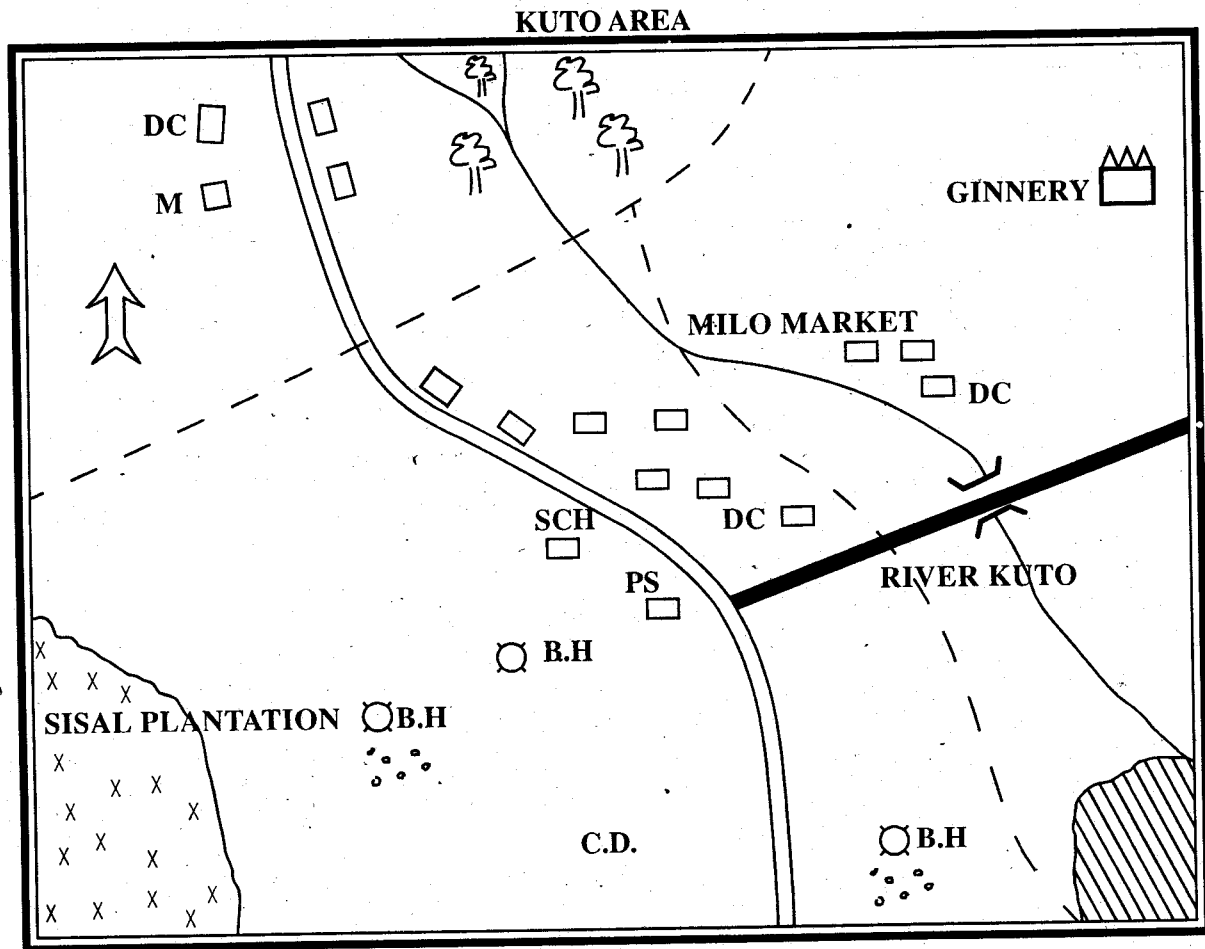 KUTO AREA
DC
M
GINNERY
MILO MARKET
DC
SCH
DC
PS
RIVER KUTO
B.H
SISAL PLANTATION
B.H
C.D.
B.H